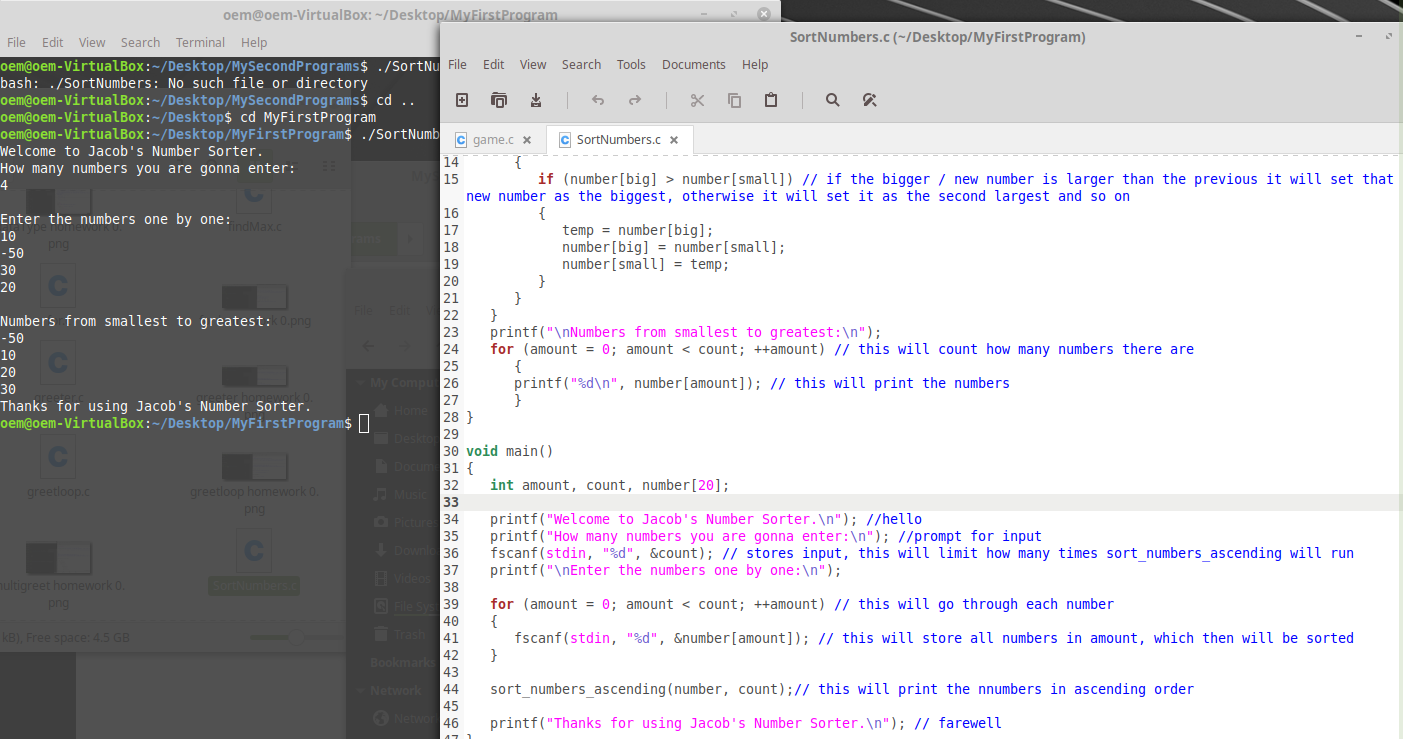 oem@oem-VirtualBox: ~/Desktop/MyFirstProgram
File Edit View Search Terminal Help
oem@oem-VirtualBox:~/Desktop/MySecondPrograms$ ./SortNu
bash: ./SortNumbers: No such file or directory
oem@oem-VirtualBox:~/Desktop/MySecondPrograms$ cd ..
oem@oem-VirtualBox:~/Desktop$ cd MyFirstProgram
oem@oem-VirtualBox:~/Desktop/MyFirstProgram$ ./SortNumb
Welcome to Jacob's Number Sorter.
How many numbers you are gonna enter:
4
Enter the numbers one by one:
10
-50
30
20
Numbers from smallest to greatest:
-50
10
20
30
Thanks for using Jacob's Number Sorter.
oem@oem-VirtualBox:~/Desktop/MyFirstProgram$
findMax.c
png
greetloop.c
greetloop homework 0.
png
multigreet homework 0.
png
SortNumbers.c
kB), Free space: 4.5 GB
File Edit
My Compu
Home
Deskto
Docum
Music
Picture
Downlo
Videos
File Sys
Trash
Bookmarks
Network
Netwo
SortNumbers.c (~/Desktop/MyFirstProgram)
File Edit View Search Tools Documents Help
game.c
SortNumbers.c
14 {
15 if (number[big] > number[small]) // if the bigger / new number is larger than the previous it will set that
new number as the biggest, otherwise it will set it as the second largest and so on
16 {
17 temp = number[big];
18 number[big] = number[small];
19 number[small] = temp;
20 }
21 }
22 }
23 printf("\nNumbers from smallest to greatest:\n");
24 for (amount = 0; amount < count; ++amount) // this will count how many numbers there are
25 {
26 printf("%d\n", number[amount]); // this will print the numbers
27 }
28 }
29
30 void main()
31 {
32 int amount, count, number[20];
33
34 printf("Welcome to Jacob's Number Sorter.\n"); //hello
35 printf("How many numbers you are gonna enter:\n"); //prompt for input
36 fscanf(stdin, "%d", &count); // stores input, this will limit how many times sort_numbers_ascending will run
37 printf("\nEnter the numbers one by one:\n");
38
39 for (amount = 0; amount < count; ++amount) // this will go through each number
40 {
41 fscanf(stdin, "%d", &number[amount]); // this will store all numbers in amount, which then will be sorted
42 }
43
44 sort_numbers_ascending(number, count);// this will print the nnumbers in ascending order
45
46 printf("Thanks for using Jacob's Number Sorter.\n"); // farewell
47 }